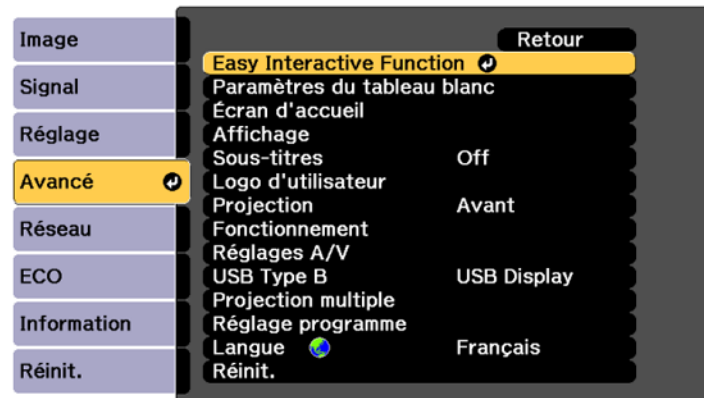 Image
Signal
Réglage
Avancé
Réseau
ECO
Information
Réinit.
Retour
Easy Interactive Function
Paramètres du tableau blanc
Écran d'accueil
Affichage
Sous-titres Off
Logo d'utilisateur
Projection Avant
Fonctionnement
Réglages A/V
USB Type B USB Display
Projection multiple
Réglage programme
Langue Français
Réinit.